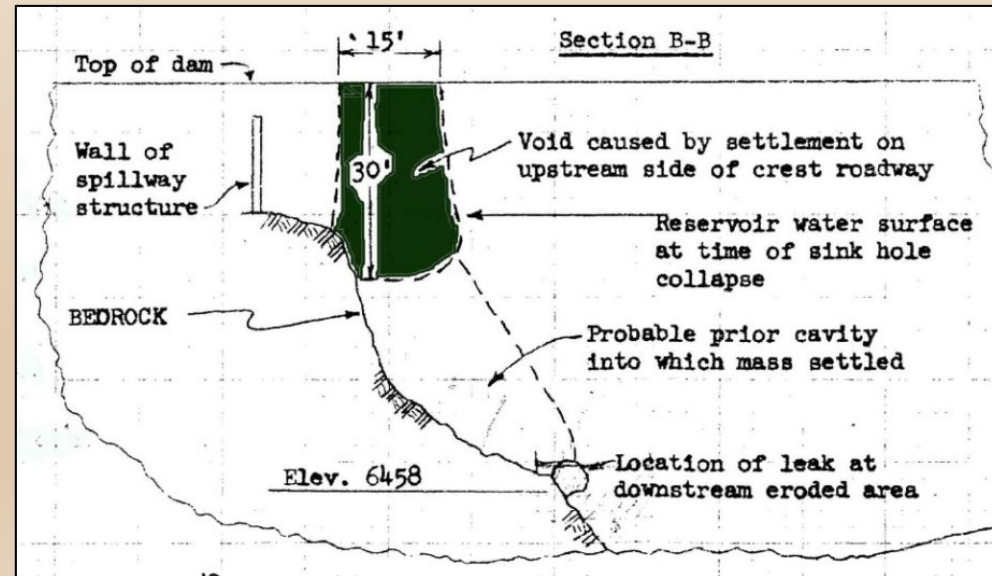 15'
Section B-B
Top of dam
Wall of
spillway
structure
30'
Void caused by settlement on
upstream side of crest roadway
Reservoir water surface
at time of sink hole
collapse
BEDROCK
Probable prior cavity
into which mass settled
Elev. 6458
Location of leak at
downstream eroded area